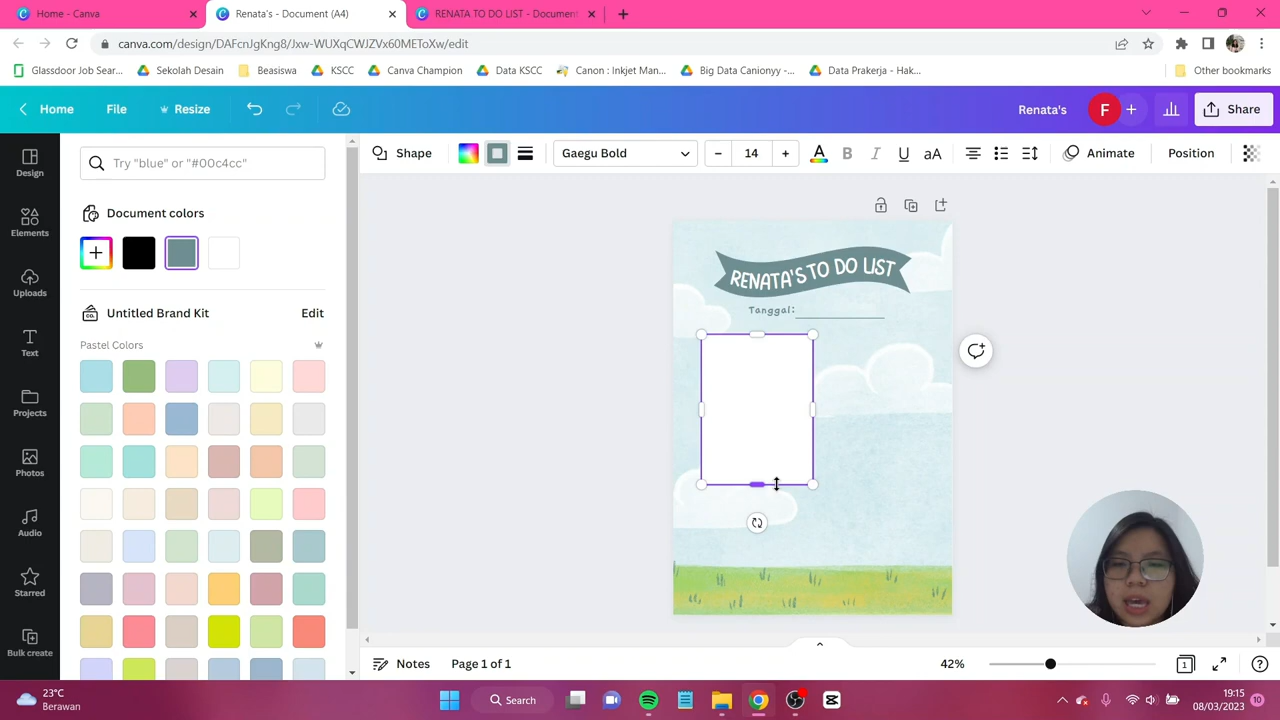 Home - Canva
Renata's - Document (A4)
RENATA TO DO LIST - Document
canva.com/design/DAFcnJgKng8/Jxw-WUXqCWJZVx60METoXw/edit
Glassdoor Job Sear...
Sekolah Desain
Beasiswa
KSCC
Canva Champion
Data KSCC
Canon : Inkjet Man...
Big Data Canionyy -...
Data Prakerja - Hak...
Other bookmarks
Home
File
Resize
Renata's
F
Share
Try "blue" or "#00c4cc"
Shape
Gaegu Bold
14
A
B
I
U
aA
Animate
Position
Design
Elements
Uploads
Text
Projects
Photos
Audio
Starred
Bulk create
Document colors
Untitled Brand Kit
Edit
Pastel Colors
RENATA'S TO DO LIST
Tanggal:
Notes
Page 1 of 1
42%
1
23°C
Berawan
Search
19:15
08/03/2023
10